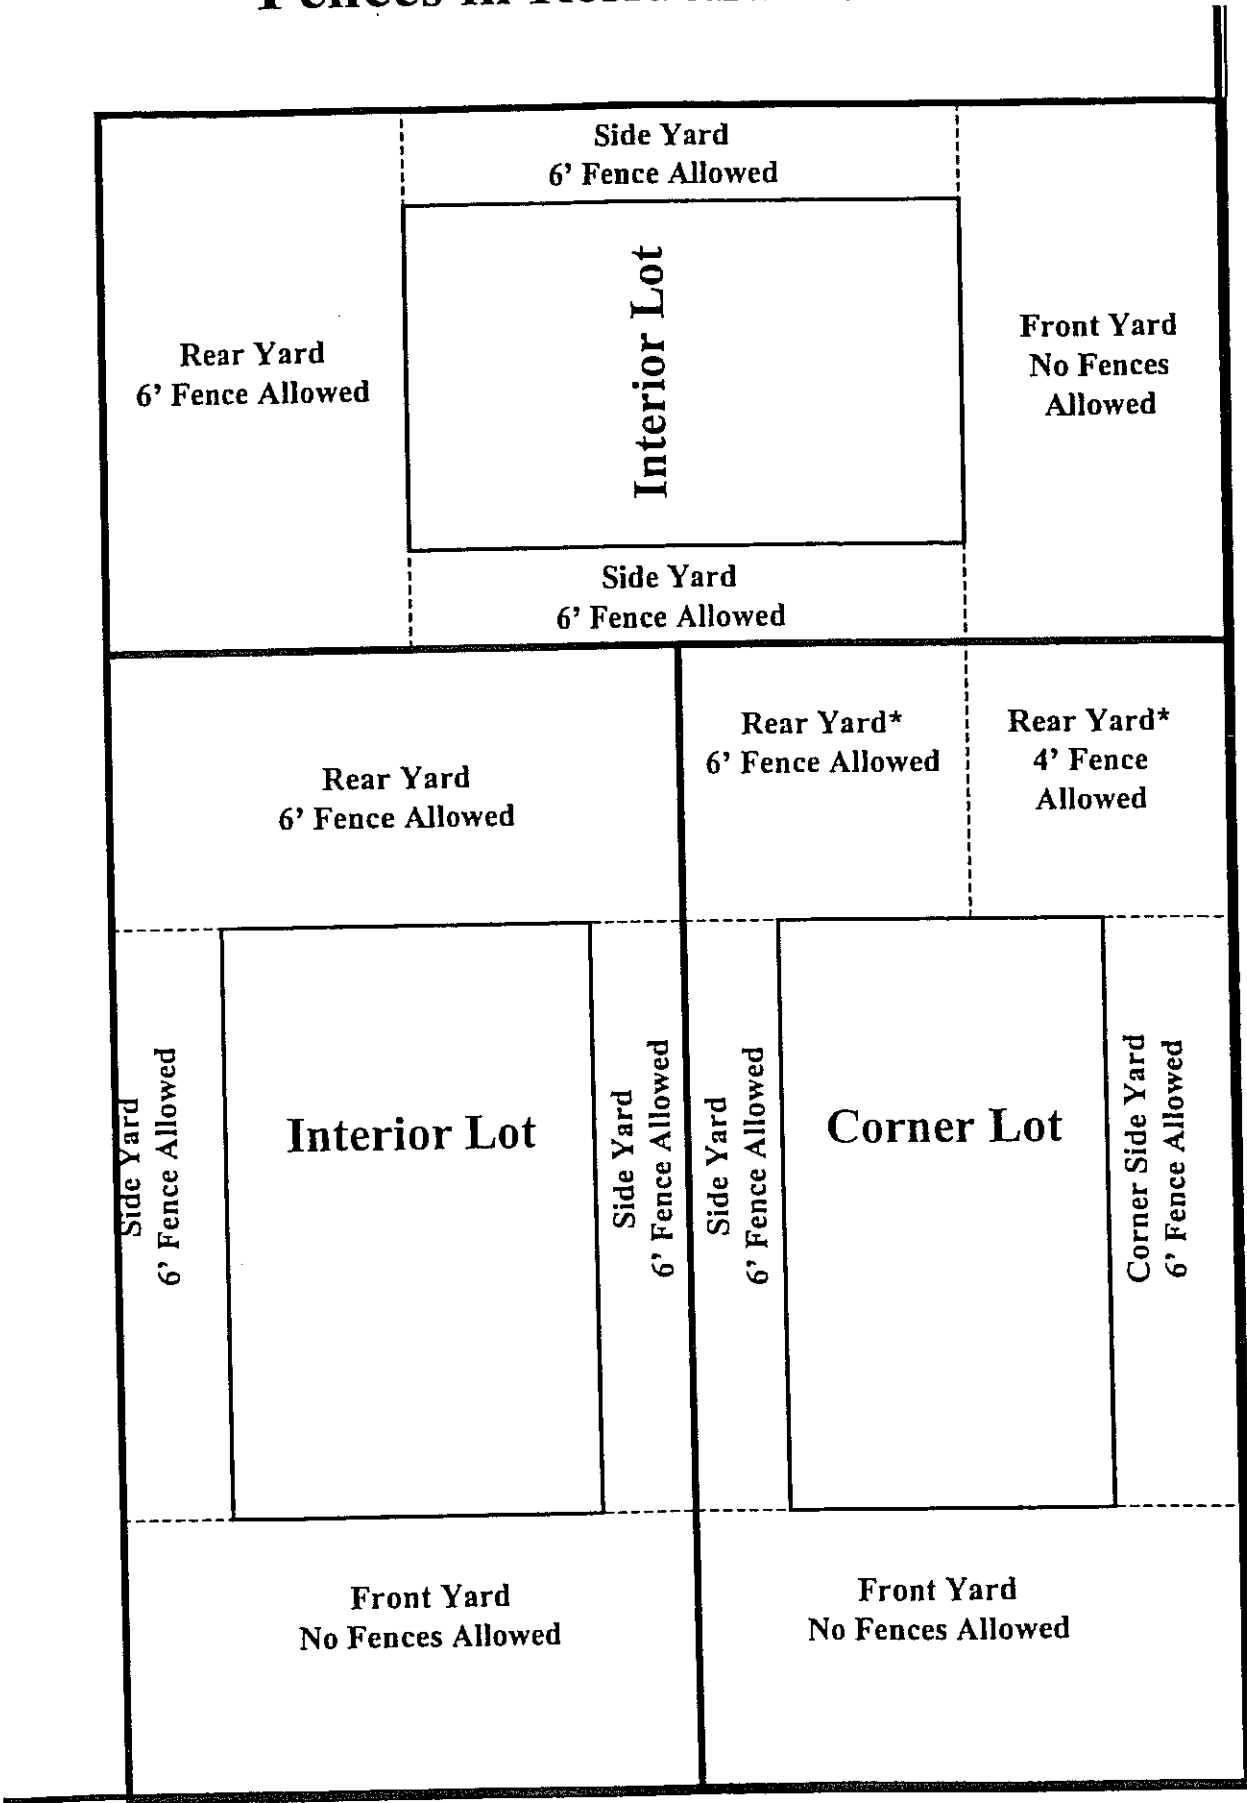 Fences in
Side Yard
6’ Fence Allowed
Interior Lot
Rear Yard
6’ Fence Allowed
Front Yard
No Fences
Allowed
Side Yard
6’ Fence Allowed
Rear Yard
6’ Fence Allowed
Rear Yard*
6’ Fence Allowed
Rear Yard*
4’ Fence
Allowed
Side Yard
6’ Fence Allowed
Interior Lot
Side Yard
6’ Fence Allowed
Side Yard
6’ Fence Allowed
Corner Lot
Corner Side Yard
6’ Fence Allowed
Front Yard
No Fences Allowed
Front Yard
No Fences Allowed